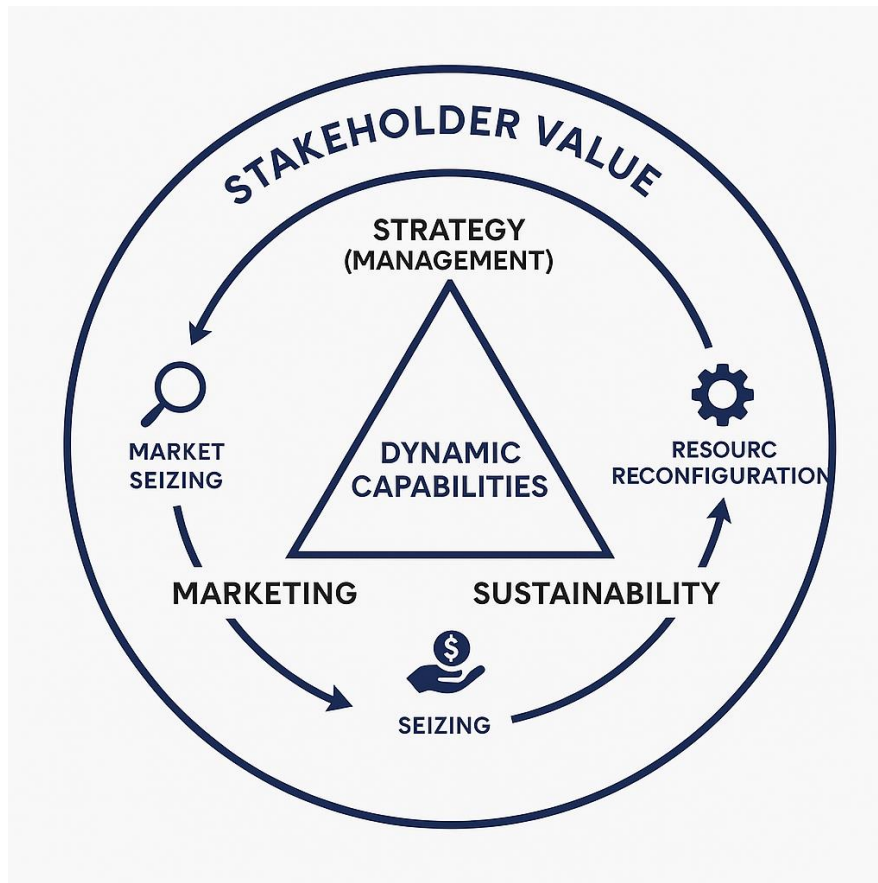 STAKEHOLDER VALUE
STRATEGY
(MANAGEMENT)
MARKET
SEIZING
DYNAMIC
CAPABILITIES
RESOURC
RECONFIGURATION
MARKETING
SUSTAINABILITY
$
SEIZING